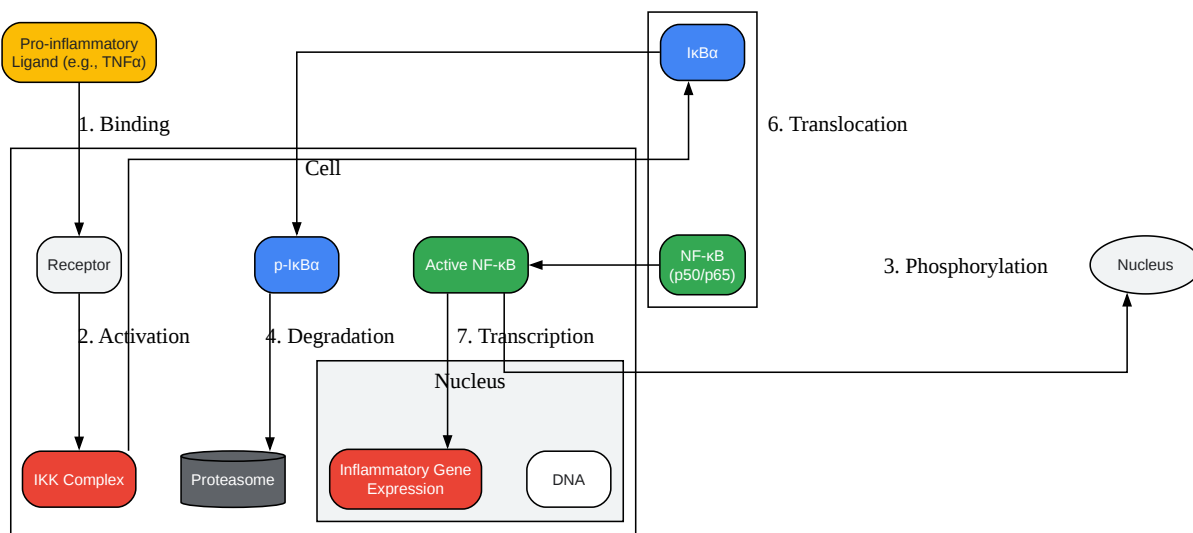 Pro-inflammatory
Ligand (e.g., TNFα)
IκBα
1. Binding
6. Translocation
Cell
Receptor
p-IκBα
Active NF-κB
NF-κB
(p50/p65)
3. Phosphorylation
Nucleus
2. Activation
4. Degradation
7. Transcription
Nucleus
IKK Complex
Proteasome
Inflammatory Gene
Expression
DNA